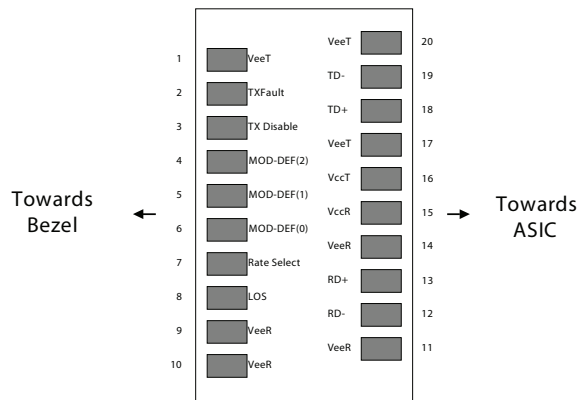 VeeT 20
1 VeeT
TD- 19
2 TXFault
TD+ 18
3 TX Disable
VeeT 17
4 MOD-DEF(2)
VccT 16
5 MOD-DEF(1)
VccR 15
6 MOD-DEF(0)
VeeR 14
7 Rate Select
RD+ 13
8 LOS
RD- 12
9 VeeR
VeeR 11
10 VeeR
Towards
Bezel
Towards
ASIC